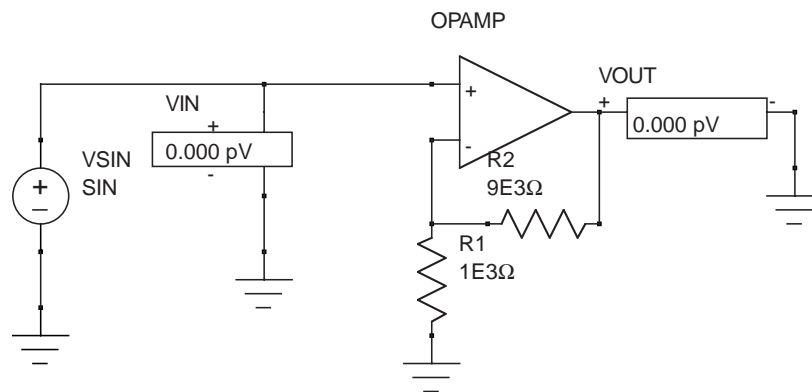 OPAMP
VOUT
VIN
+
+
+
-
0.000 pV
0.000 pV
-
R2
VSIN
-
9E3Ω
+
SIN
−
R1
1E3Ω